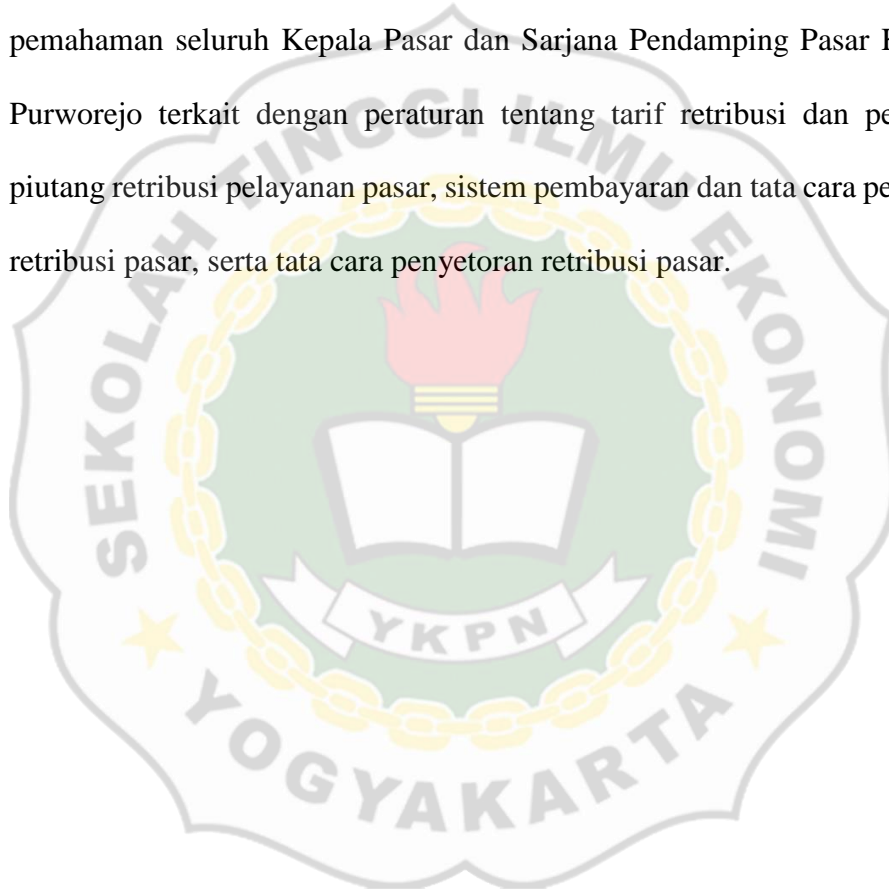 pemahaman seluruh Kepala Pasar dan Sarjana Pendamping Pasar
Purworejo terkait dengan peraturan tentang tarif retribusi dan
piutang retribusi pelayanan pasar, sistem pembayaran dan tata cara
retribusi pasar, serta tata cara penyetoran retribusi pasar.
SEKOLAH TINGGI ILMU EKONOMI
YKPN
YOGYAKARTA